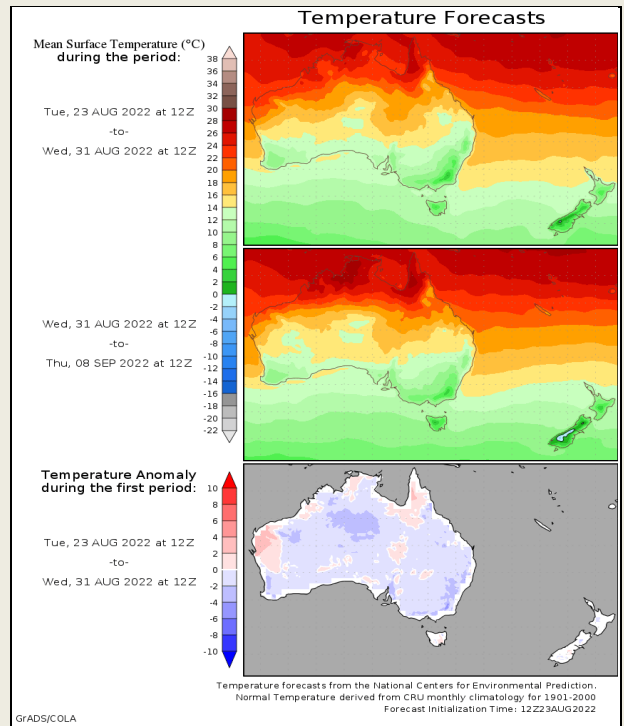 Temperature Forecasts
Mean Surface Temperature (°C)
during the period:
38
36
34
32
30
28
26
24
22
20
18
16
14
12
10
8
6
4
2
0
-2
-4
-6
-8
-10
-12
-14
-16
-18
-20
-22
Tue, 23 AUG 2022 at 12Z
-to-
Wed, 31 AUG 2022 at 12Z
Wed, 31 AUG 2022 at 12Z
-to-
Thu, 08 SEP 2022 at 12Z
Temperature Anomaly
during the first period:
10
8
6
4
2
0
-2
-4
-6
-8
-10
Tue, 23 AUG 2022 at 12Z
-to-
Wed, 31 AUG 2022 at 12Z
Temperature forecasts from the National Centers for Environmental Prediction.
Normal Temperature derived from CRU monthly climatology for 1901-2000
Forecast Initialization Time: 12Z23AUG2022
GrADS/COLA